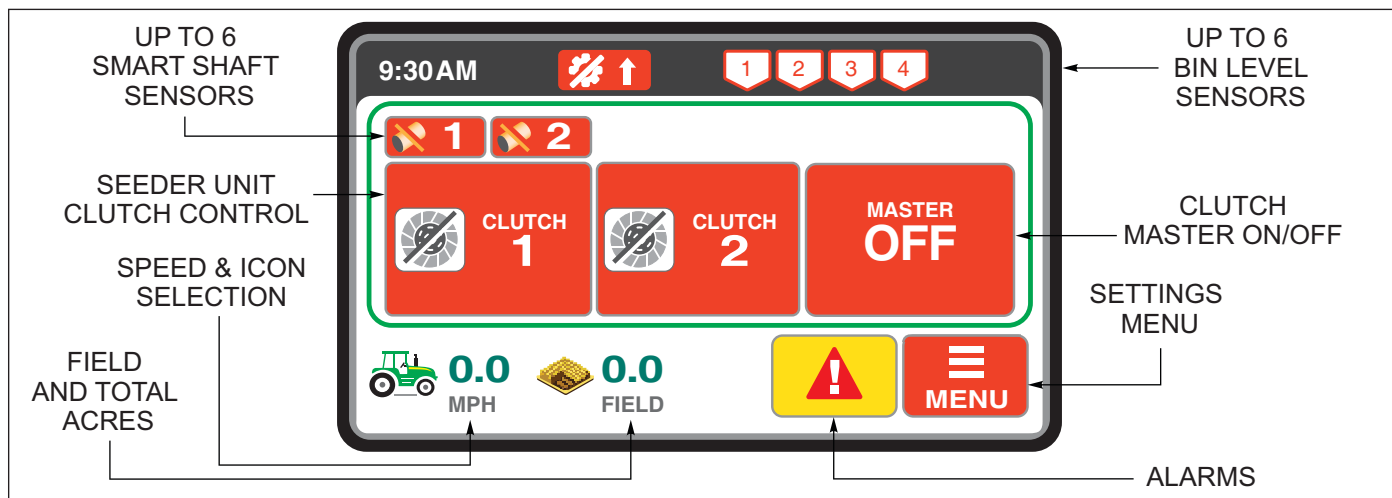 UP TO 6
SMART SHAFT
SENSORS
SEEDER UNIT
CLUTCH CONTROL
SPEED & ICON
SELECTION
FIELD
AND TOTAL
ACRES
9:30 AM
1 2 3 4
1 2
CLUTCH
1
CLUTCH
2
MASTER
OFF
0.0
MPH
0.0
FIELD
MENU
UP TO 6
BIN LEVEL
SENSORS
CLUTCH
MASTER ON/OFF
SETTINGS
MENU
ALARMS